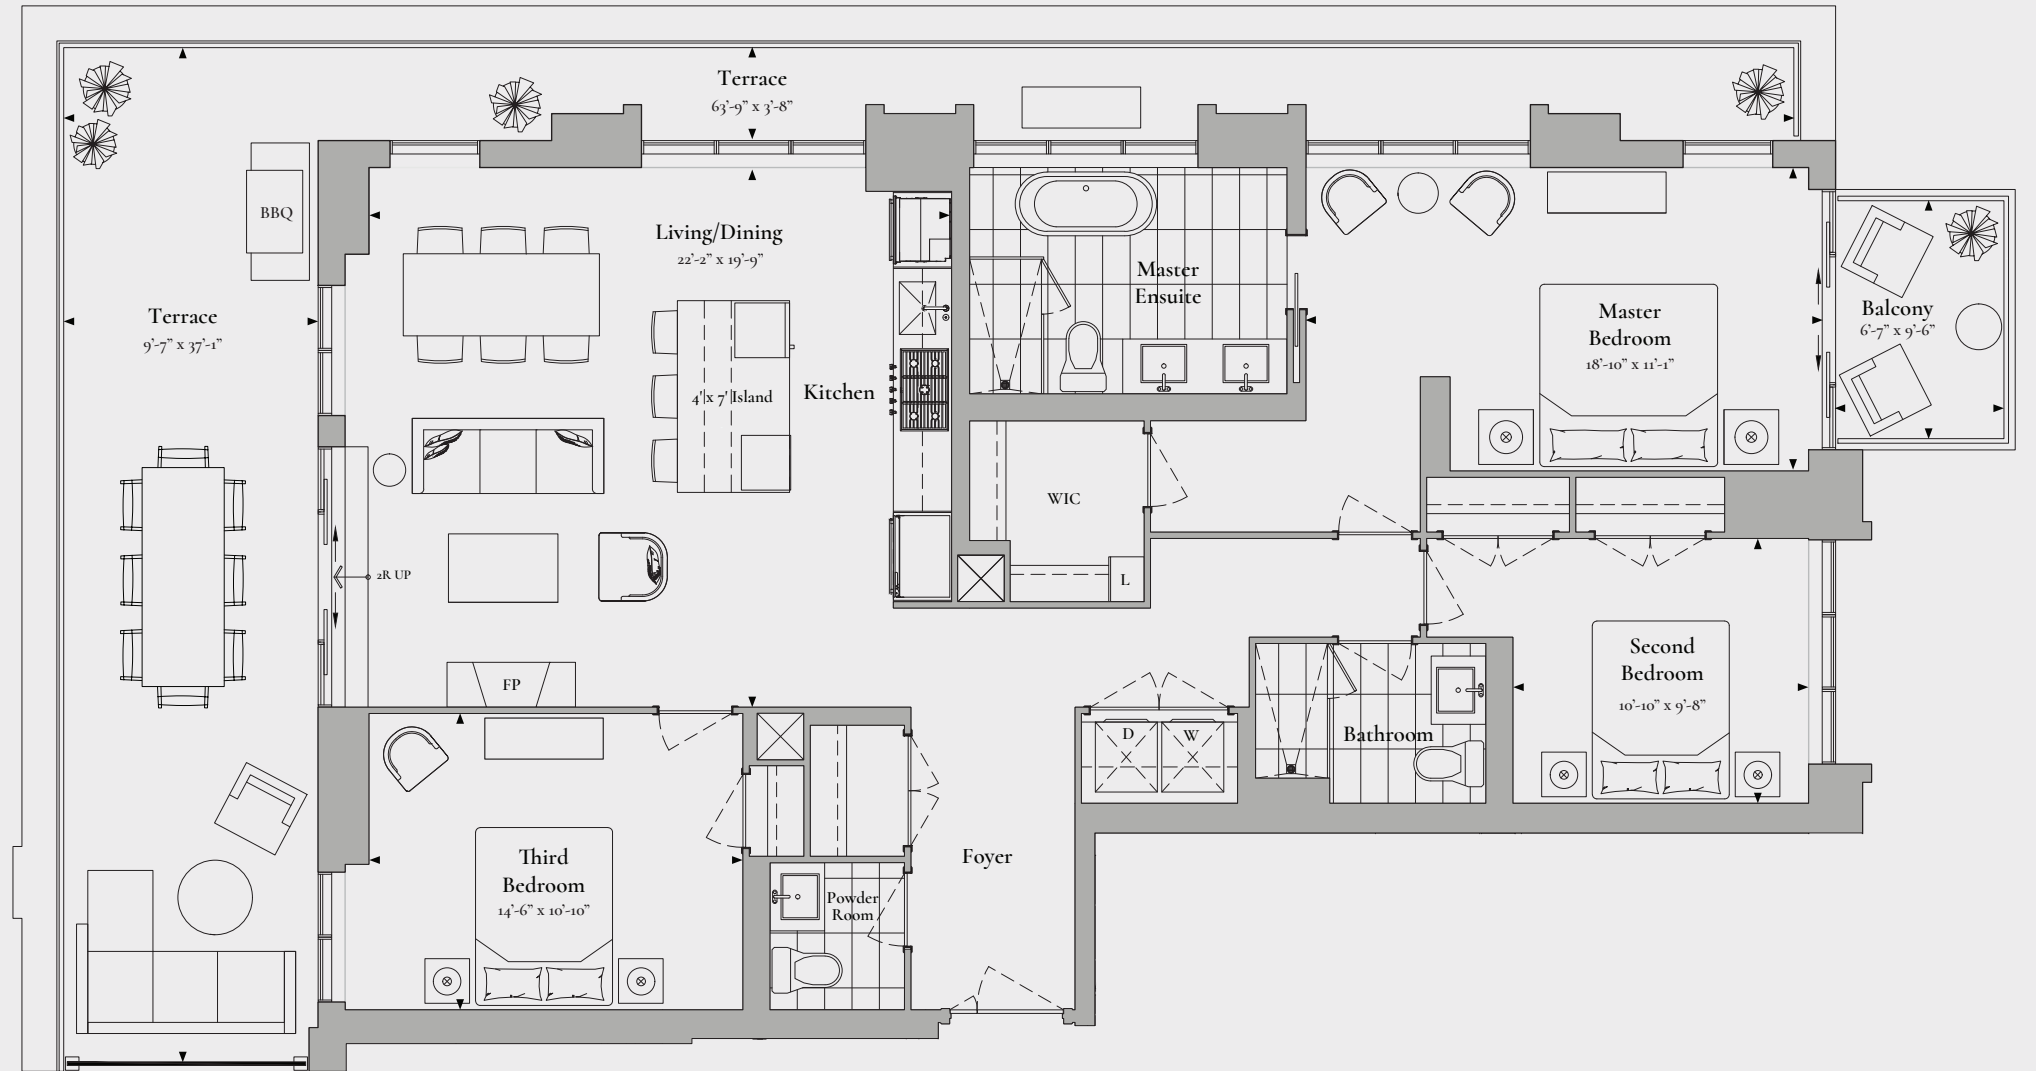 Terrace
63’-9” x 3’-8”
BBQ
Living/Dining
22’-2” x 19’-9”
Master
Ensuite
Terrace
9’-7” x 37’-1”
Master
Bedroom
18’-10” x 11’-1”
Balcony
6’-7” x 9’-6”
4' x 7' Island
Kitchen
WIC
L
2R UP
FP
Second
Bedroom
10’-10” x 9’-8”
D
W
Bathroom
Third
Bedroom
14’-6” x 10’-10”
Foyer
Powder
Room